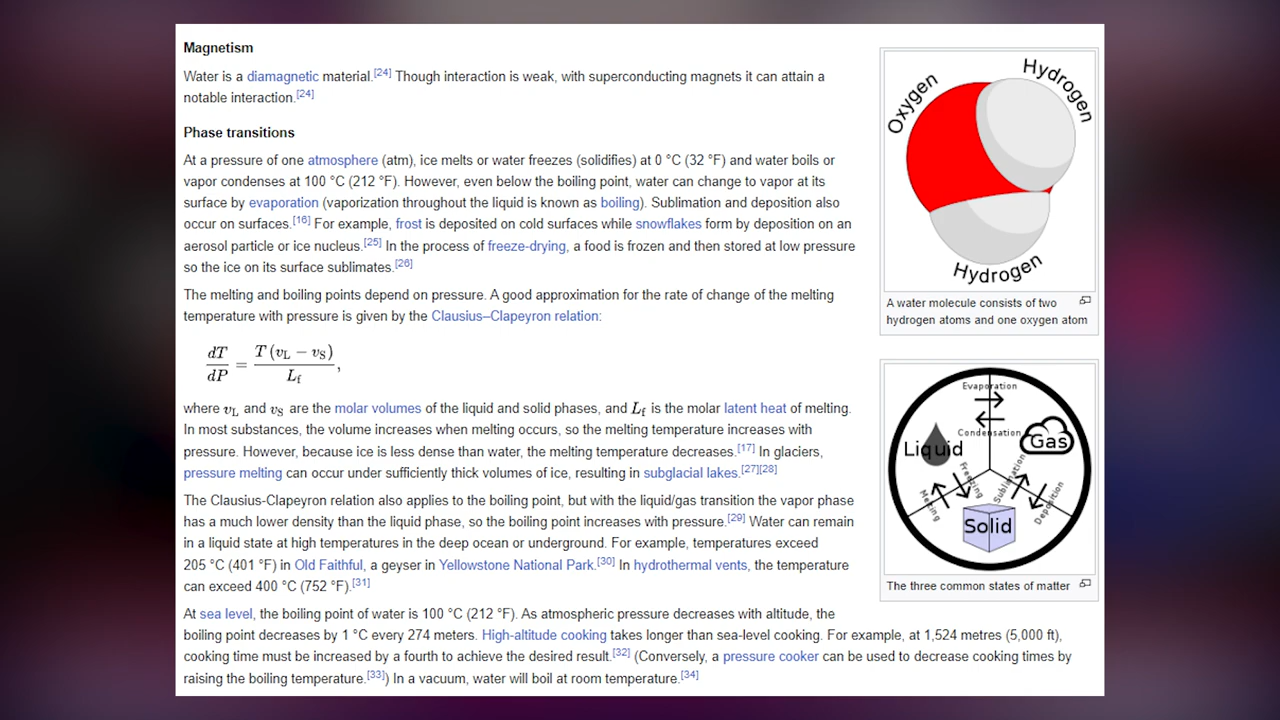 Magnetism
Water is a diamagnetic material.[24] Though interaction is weak, with superconducting magnets it can attain a
notable interaction.[24]
Phase transitions
At a pressure of one atmosphere (atm), ice melts or water freezes (solidifies) at 0 °C (32 °F) and water boils or
vapor condenses at 100 °C (212 °F). However, even below the boiling point, water can change to vapor at its
surface by evaporation (vaporization throughout the liquid is known as boiling). Sublimation and deposition also
occur on surfaces.[16] For example, frost is deposited on cold surfaces while snowflakes form by deposition on an
aerosol particle or ice nucleus.[25] In the process of freeze-drying, a food is frozen and then stored at low pressure
so the ice on its surface sublimates.[26]
The melting and boiling points depend on pressure. A good approximation for the rate of change of the melting
temperature with pressure is given by the Clausius–Clapeyron relation:
dT/dP = T(vL − vS)/Lf,
where vL and vS are the molar volumes of the liquid and solid phases, and Lf is the molar latent heat of melting.
In most substances, the volume increases when melting occurs, so the melting temperature increases with
pressure. However, because ice is less dense than water, the melting temperature decreases.[17] In glaciers,
pressure melting can occur under sufficiently thick volumes of ice, resulting in subglacial lakes.[27][28]
The Clausius-Clapeyron relation also applies to the boiling point, but with the liquid/gas transition the vapor phase
has a much lower density than the liquid phase, so the boiling point increases with pressure.[29] Water can remain
in a liquid state at high temperatures in the deep ocean or underground. For example, temperatures exceed
205 °C (401 °F) in Old Faithful, a geyser in Yellowstone National Park.[30] In hydrothermal vents, the temperature
can exceed 400 °C (752 °F).[31]
At sea level, the boiling point of water is 100 °C (212 °F). As atmospheric pressure decreases with altitude, the
boiling point decreases by 1 °C every 274 meters. High-altitude cooking takes longer than sea-level cooking. For example, at 1,524 metres (5,000 ft),
cooking time must be increased by a fourth to achieve the desired result.[32] (Conversely, a pressure cooker can be used to decrease cooking times by
raising the boiling temperature.[33]) In a vacuum, water will boil at room temperature.[34]
Oxygen
Hydrogen
Hydrogen
A water molecule consists of two
hydrogen atoms and one oxygen atom
Evaporation
Condensation
Liquid
Gas
Freezing
Melting
Sublimation
Deposition
Solid
The three common states of matter